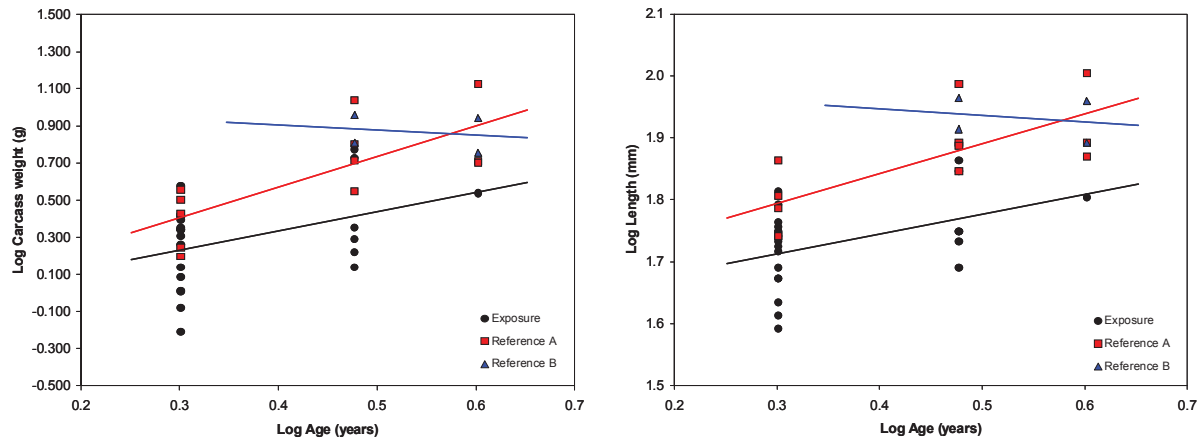 1.500
1.300
1.100
0.900
0.700
0.500
0.300
0.100
-0.100
-0.300
-0.500
Log Carcass weight (g)
0.2 0.3 0.4 0.5 0.6 0.7
Log Age (years)
Exposure
Reference A
Reference B
2.1
2.0
1.9
1.8
1.7
1.6
1.5
Log Length (mm)
0.2 0.3 0.4 0.5 0.6 0.7
Log Age (years)
Exposure
Reference A
Reference B